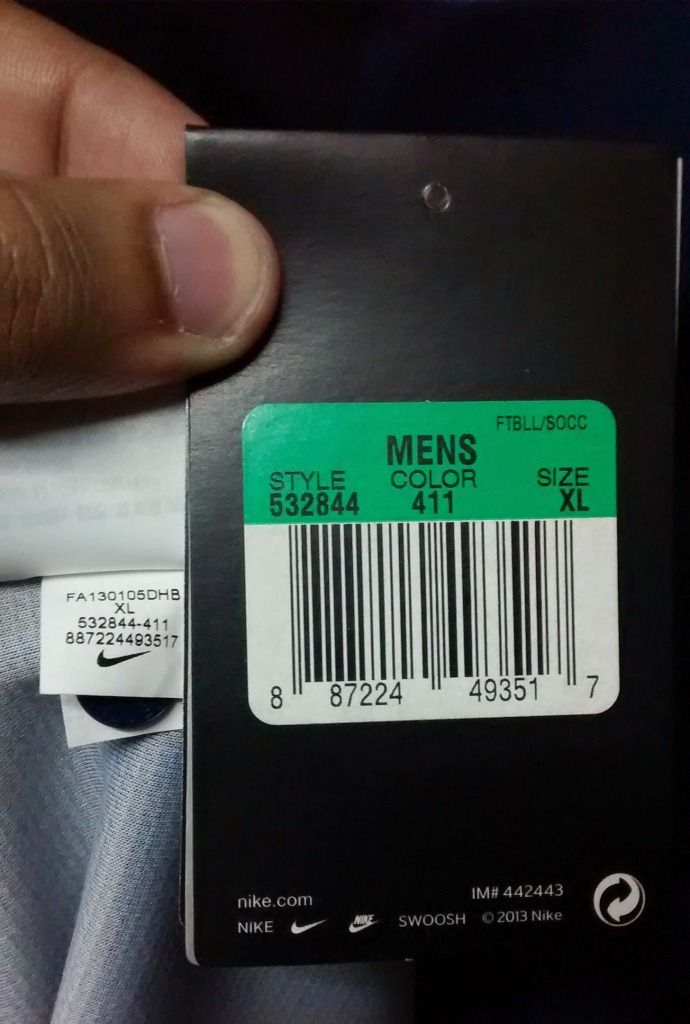 FTBLL/SOCC
MENS
STYLE COLOR SIZE
532844 411 XL
8 87224 49351 7
FA130105DHB
XL
532844-411
887224493517
nike.com IM# 442443
NIKE NIKE SWOOSH © 2013 Nike